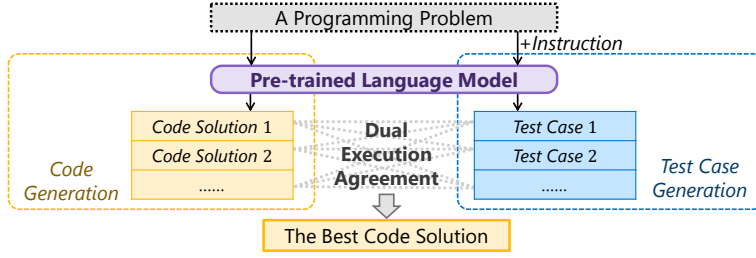 A Programming Problem
+Instruction
Pre-trained Language Model
Code Solution 1
Code Solution 2
......
Code
Generation
Dual
Execution
Agreement
Test Case 1
Test Case 2
......
Test Case
Generation
The Best Code Solution